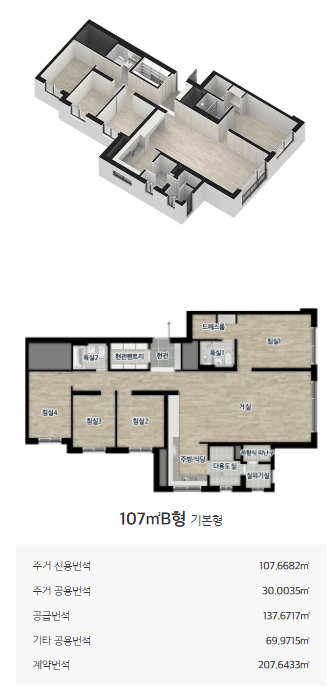 드레스룸
침실1
욕실2
현관팬트리
현관
욕실1
침실4
침실3
침실2
거실
주방/식당
다용도실
하향식 피난구
실외기실
107㎡B형 기본형
주거 전용면적 107.6682㎡
주거 공용면적 30.0035㎡
공급면적 137.6717㎡
기타 공용면적 69.9715㎡
계약면적 207.6433㎡